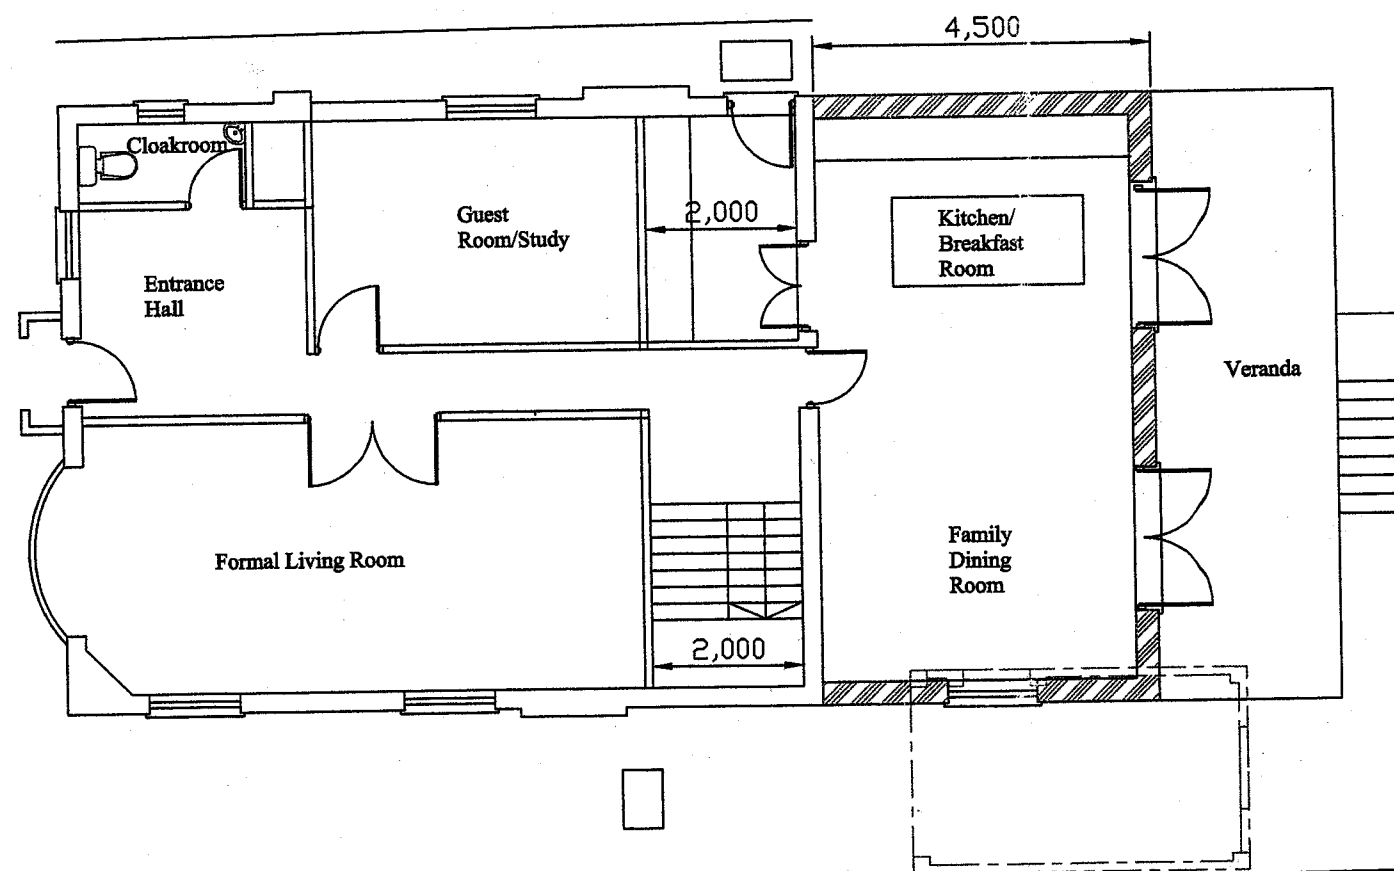 4,500
Cloakroom
Guest
Room/Study
2,000
Kitchen/
Breakfast
Room
Entrance
Hall
Veranda
Formal Living Room
Family
Dining
Room
2,000